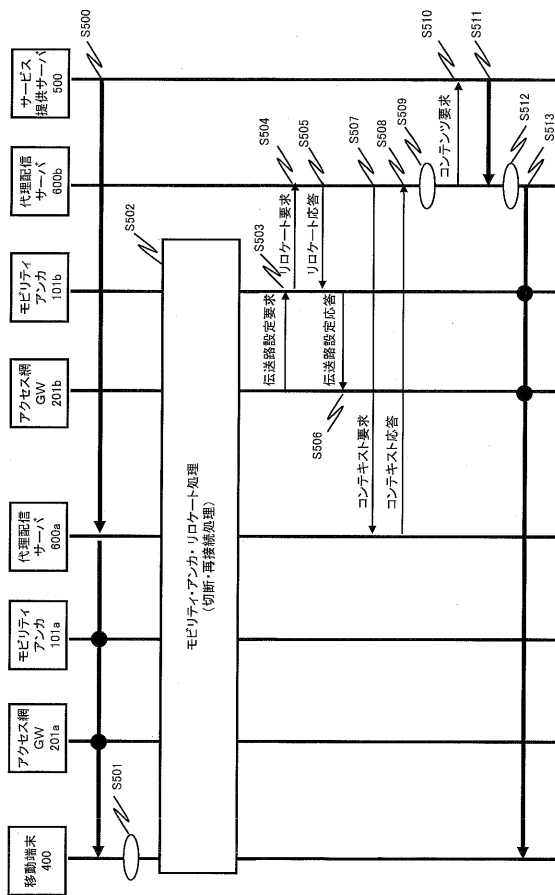 移動端末
400
アクセス網
GW
201a
モビリティ
アンカ
101a
代理配信
サーバ
600a
アクセス網
GW
201b
モビリティ
アンカ
101b
代理配信
サーバ
600b
サービス
提供サーバ
500
S500
S501
S502
モビリティ・アンカ・リロケート処理
(切断・再接続処理)
S503
伝送路設定要求
S504
リロケート要求
S505
リロケート応答
伝送路設定応答
S506
S507
コンテキスト要求
S508
コンテキスト応答
S509
S510
コンテンツ要求
S511
S512
S513